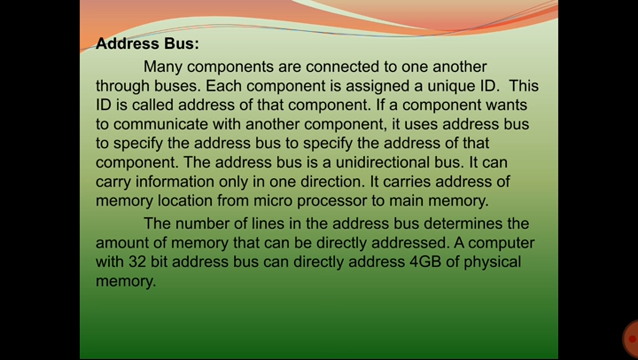 Address Bus:
Many components are connected to one another
through buses. Each component is assigned a unique ID.  This
ID is called address of that component. If a component wants
to communicate with another component, it uses address bus
to specify the address bus to specify the address of that
component. The address bus is a unidirectional bus. It can
carry information only in one direction. It carries address of
memory location from micro processor to main memory.
The number of lines in the address bus determines the
amount of memory that can be directly addressed. A computer
with 32 bit address bus can directly address 4GB of physical
memory.